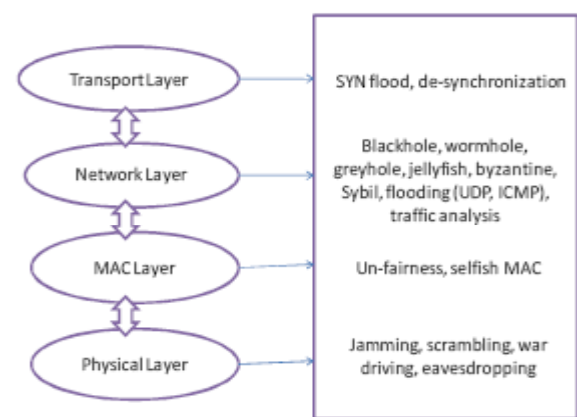 Transport Layer
SYN flood, de-synchronization
Network Layer
Blackhole, wormhole,
greyhole, jellyfish, byzantine,
Sybil, flooding (UDP, ICMP),
traffic analysis
MAC Layer
Un-fairness, selfish MAC
Physical Layer
Jamming, scrambling, war
driving, eavesdropping